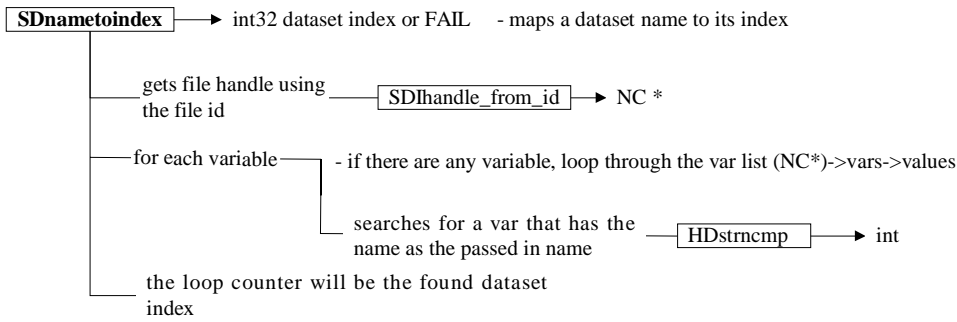 SDnametoindex int32 dataset index or FAIL - maps a dataset name to its index
gets file handle using
the file id
SDIhandle_from_id NC *
for each variable - if there are any variable, loop through the var list (NC*)->vars->values
searches for a var that has the
name as the passed in name
HDstrncmp int
the loop counter will be the found dataset
index